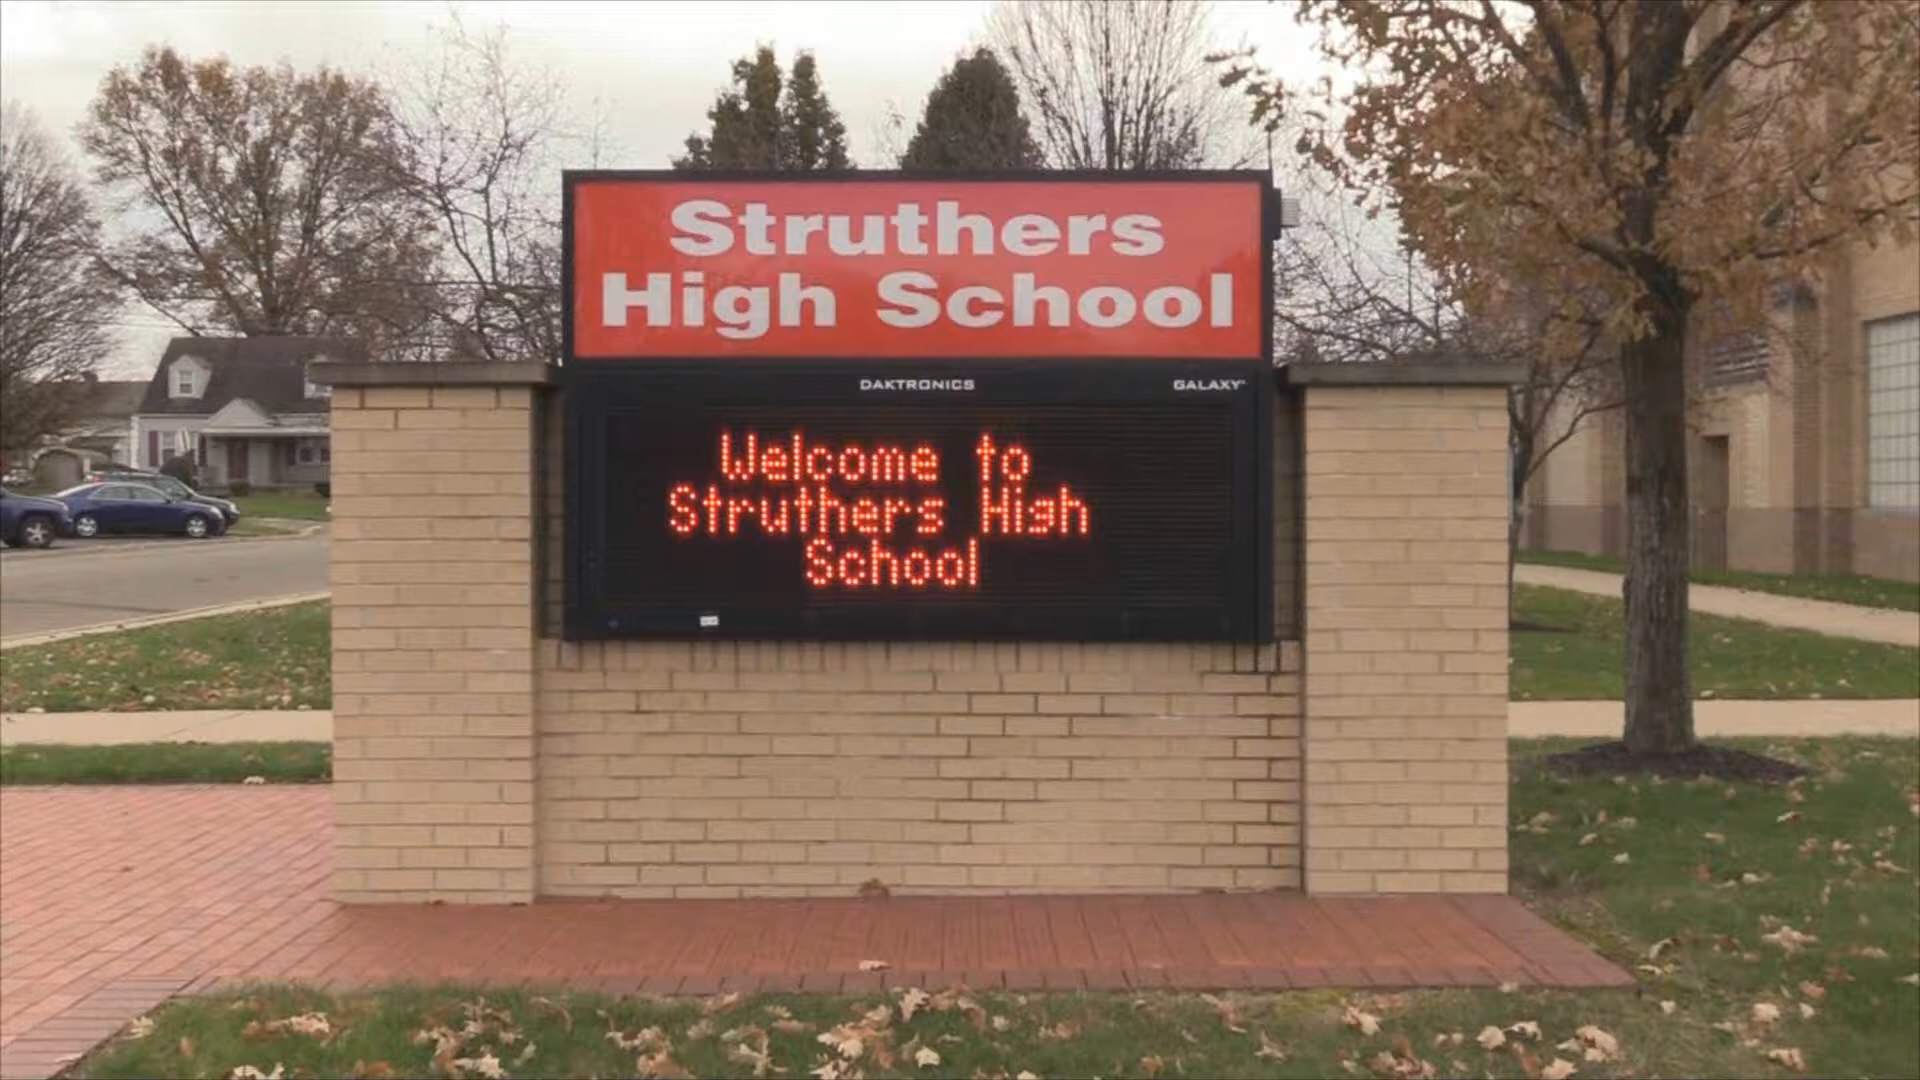 Struthers
High School
DAKTRONICS GALAXY
Welcome to
Struthers High
School